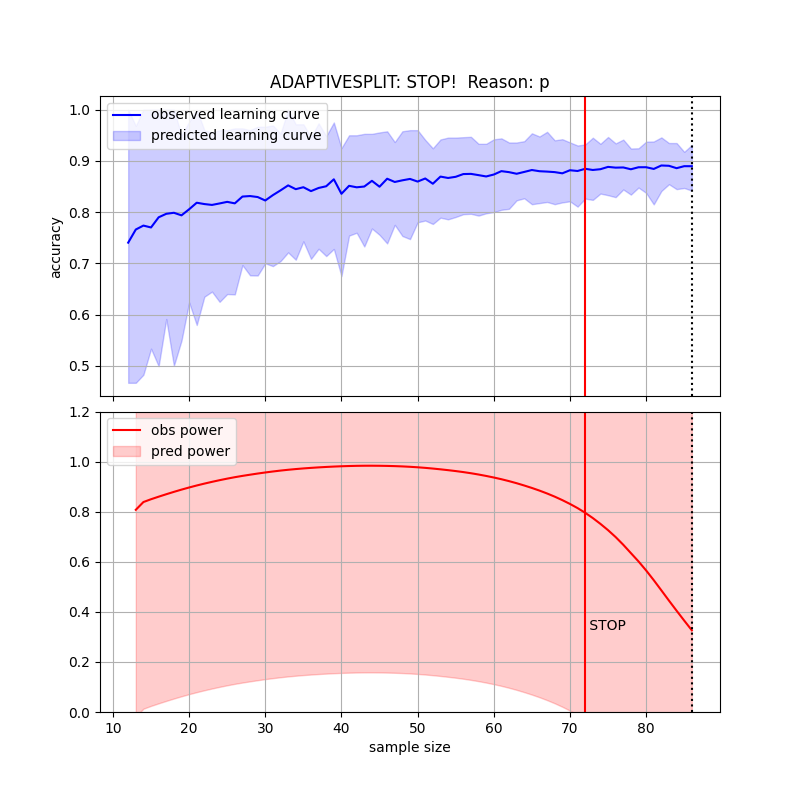 ADAPTIVESPLIT: STOP!  Reason: p
observed learning curve
predicted learning curve
1.0
0.9
0.8
0.7
0.6
0.5
accuracy
obs power
pred power
1.2
1.0
0.8
0.6
0.4
0.2
0.0
STOP
10 20 30 40 50 60 70 80
sample size